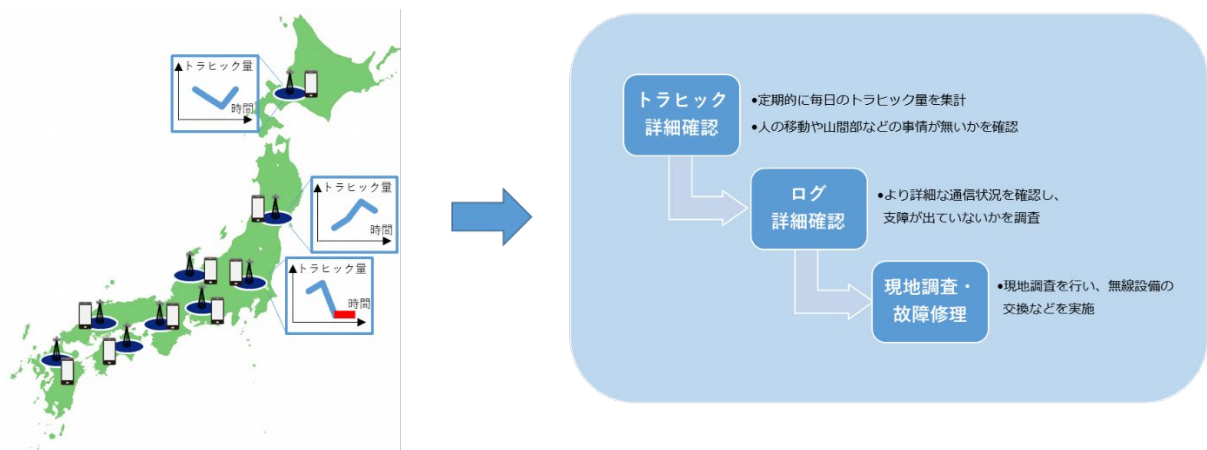 トラヒック量
時間
トラヒック量
時間
トラヒック量
時間
トラヒック
詳細確認
•定期的に毎日のトラヒック量を集計
•人の移動や山間部などの事情が無いかを確認
ログ
詳細確認
•より詳細な通信状況を確認し、
支障が出ていないかを調査
現地調査・
故障修理
•現地調査を行い、無線設備の
交換などを実施